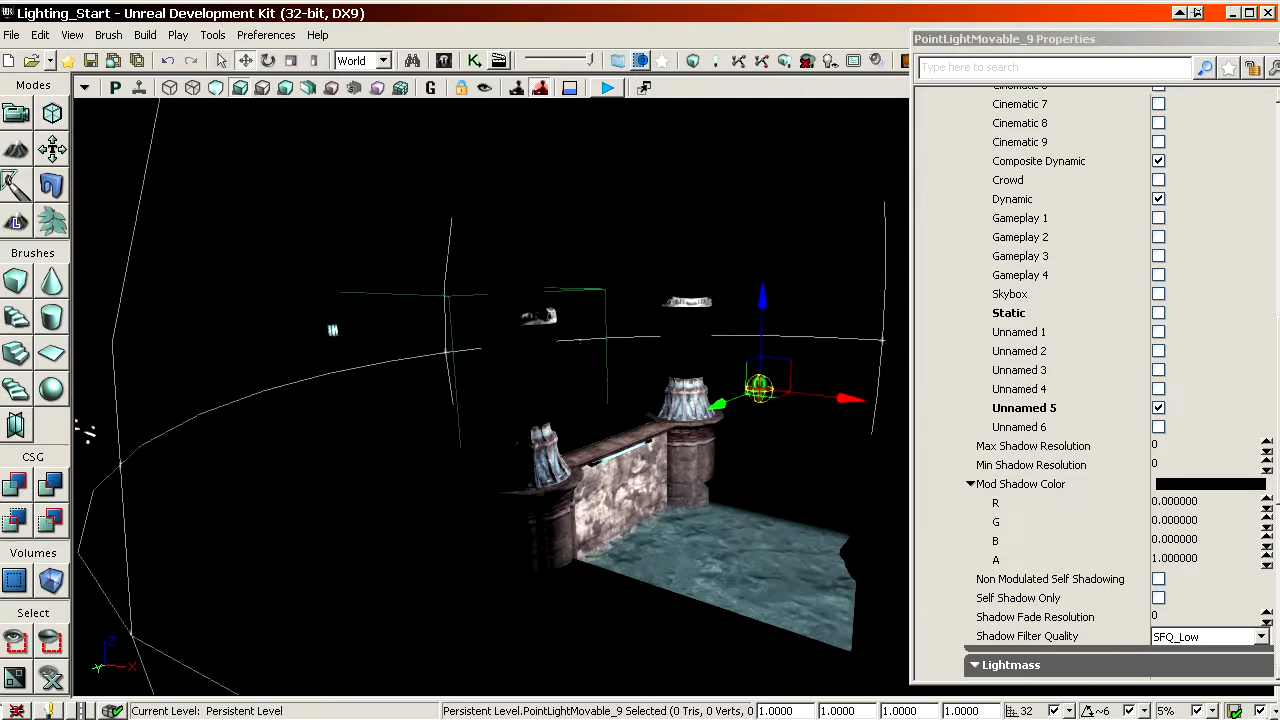 Lighting_Start - Unreal Development Kit (32-bit, DX9)
File Edit View Brush Build Play Tools Preferences Help
World
P G
PointLightMovable_9 Properties
Type here to search
Modes
Brushes
CSG
Volumes
Select
Cinematic 7
Cinematic 8
Cinematic 9
Composite Dynamic
Crowd
Dynamic
Gameplay 1
Gameplay 2
Gameplay 3
Gameplay 4
Skybox
Static
Unnamed 1
Unnamed 2
Unnamed 3
Unnamed 4
Unnamed 5
Unnamed 6
Max Shadow Resolution 0
Min Shadow Resolution 0
Mod Shadow Color
R 0.000000
G 0.000000
B 0.000000
A 1.000000
Non Modulated Self Shadowing
Self Shadow Only
Shadow Fade Resolution 0
Shadow Filter Quality SFQ_Low
Lightmass
Z
X
Current Level: Persistent Level
Persistent Level.PointLightMovable_9 Selected (0 Tris, 0 Verts, 0
1.0000 1.0000 1.0000 1.0000 32 ~6 5%